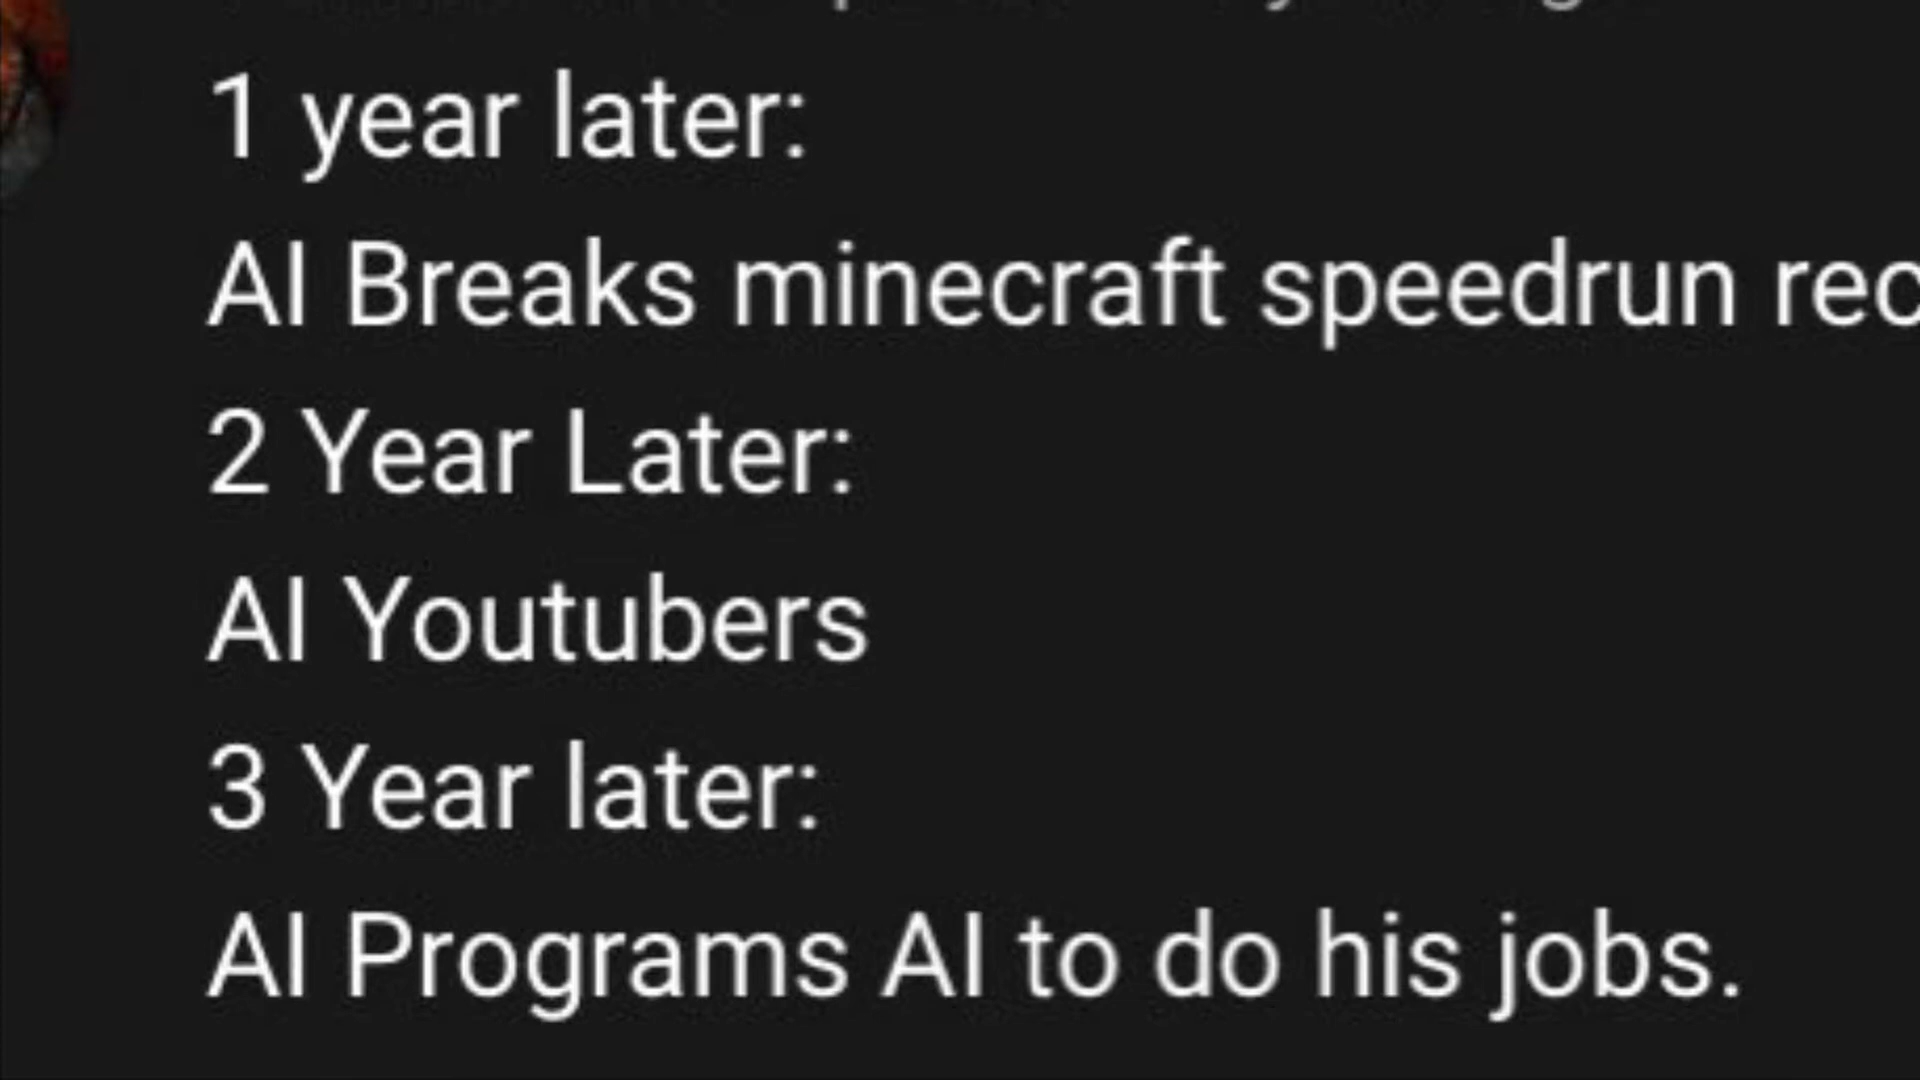 1 year later:
AI Breaks minecraft speedrun rec
2 Year Later:
AI Youtubers
3 Year later:
AI Programs AI to do his jobs.